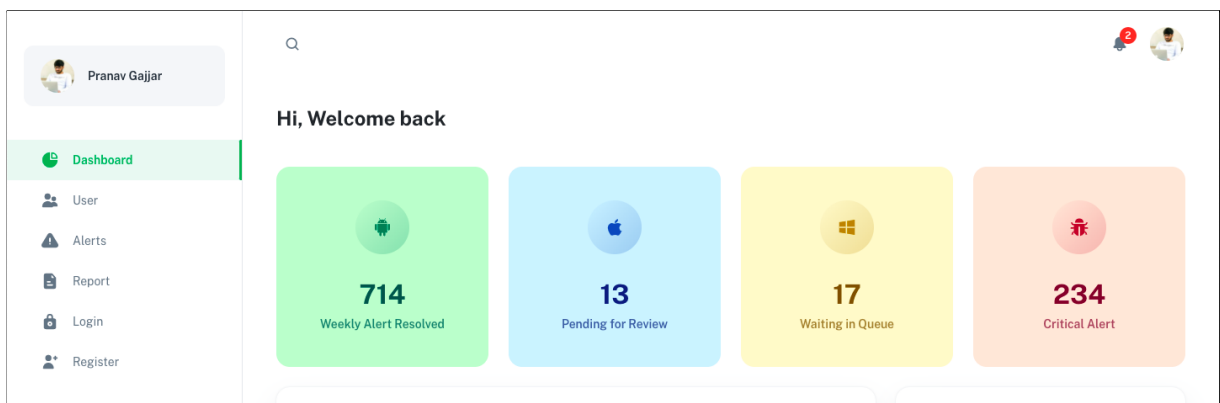 Pranav Gajjar
Dashboard
User
Alerts
Report
Login
Register
2
Hi, Welcome back
714
Weekly Alert Resolved
13
Pending for Review
17
Waiting in Queue
234
Critical Alert